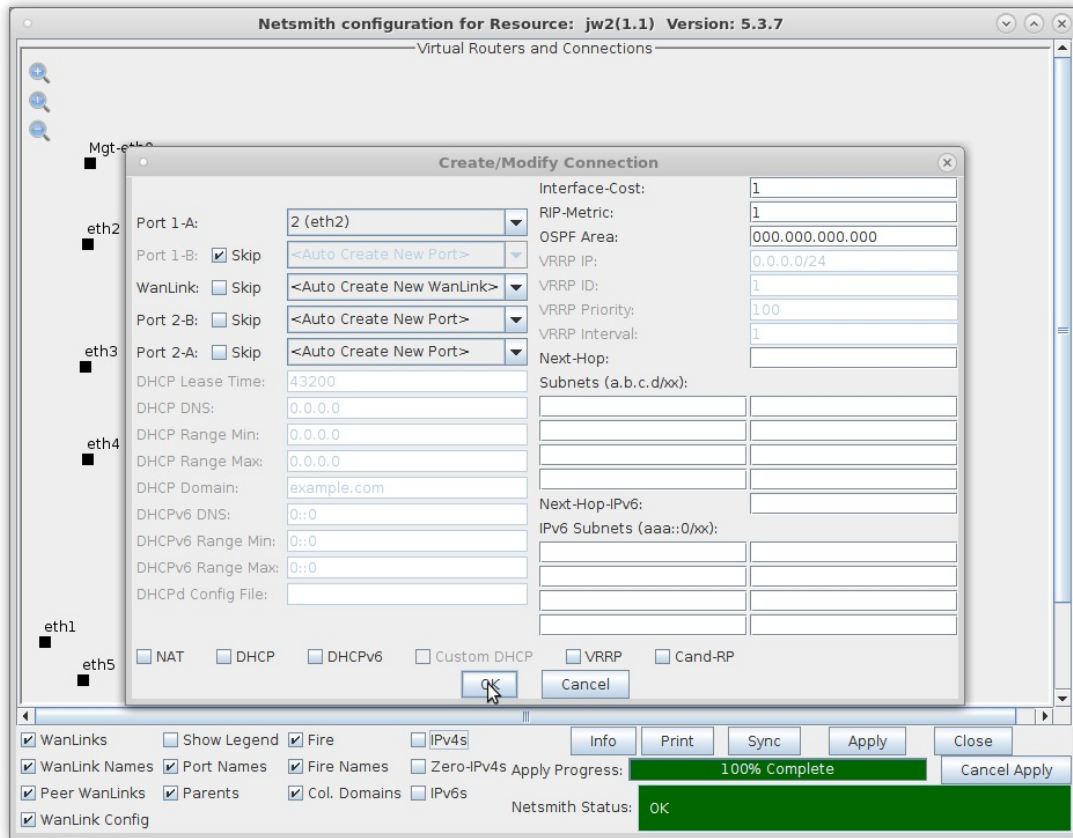 Netsmith configuration for Resource: jw2(1.1) Version: 5.3.7
Virtual Routers and Connections
Create/Modify Connection
Port 1-A: 2 (eth2)
Port 1-B: Skip <Auto Create New Port>
WanLink: Skip <Auto Create New WanLink>
Port 2-B: Skip <Auto Create New Port>
Port 2-A: Skip <Auto Create New Port>
DHCP Lease Time: 43200
DHCP DNS: 0.0.0.0
DHCP Range Min: 0.0.0.0
DHCP Range Max: 0.0.0.0
DHCP Domain: example.com
DHCPv6 DNS: 0::0
DHCPv6 Range Min: 0::0
DHCPv6 Range Max: 0::0
DHCPd Config File:
Interface-Cost: 1
RIP-Metric: 1
OSPF Area: 000.000.000.000
VRRP IP: 0.0.0.0/24
VRRP ID: 1
VRRP Priority: 100
VRRP Interval: 1
Next-Hop:
Subnets (a.b.c.d/xx):
Next-Hop-IPv6:
IPv6 Subnets (aaa::0/xx):
NAT DHCP DHCPv6 Custom DHCP VRRP Cand-RP
OK Cancel
eth2
eth3
eth4
eth1
eth5
WanLinks Show Legend Fire IPv4s
WanLink Names Port Names Fire Names Zero-IPv4s
Peer WanLinks Parents Col. Domains IPv6s
WanLink Config
Info Print Sync Apply Close
Apply Progress: 100% Complete Cancel Apply
Netsmith Status: OK